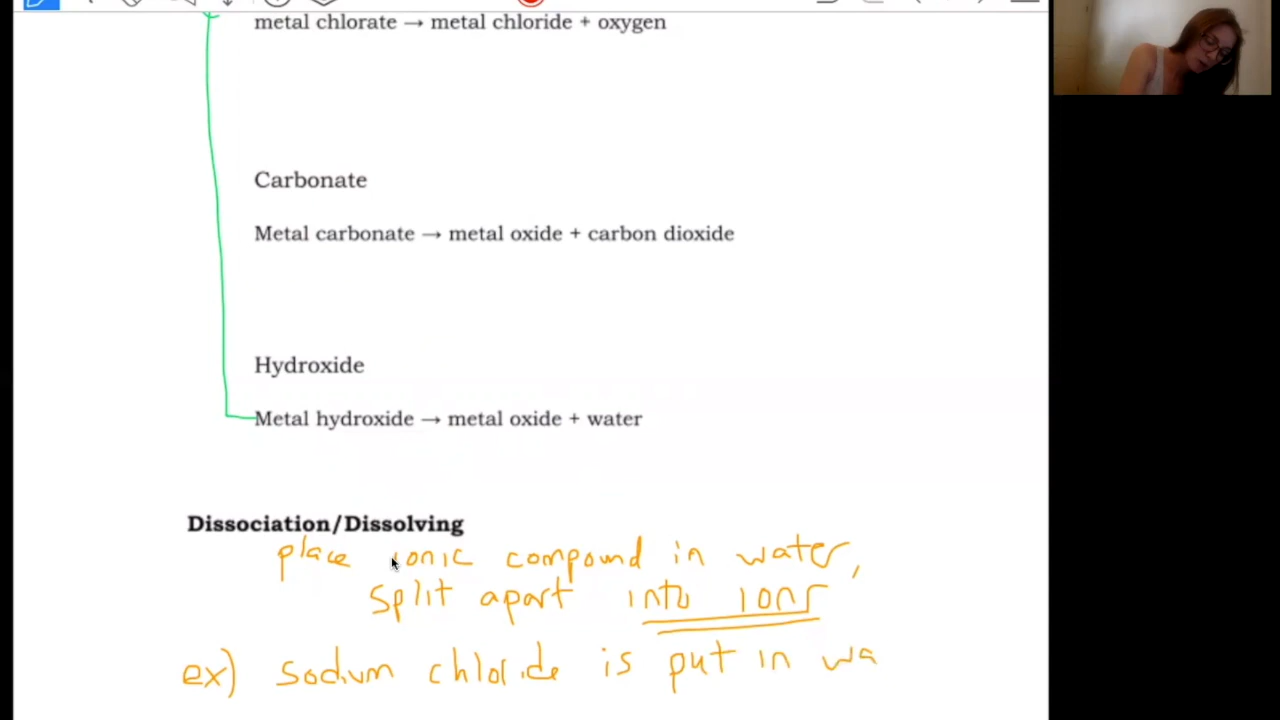 metal chlorate → metal chloride + oxygen
Carbonate
Metal carbonate → metal oxide + carbon dioxide
Hydroxide
Metal hydroxide → metal oxide + water
Dissociation/Dissolving
place ionic compound in water,
split apart into ions
ex) sodium chloride is put in wa